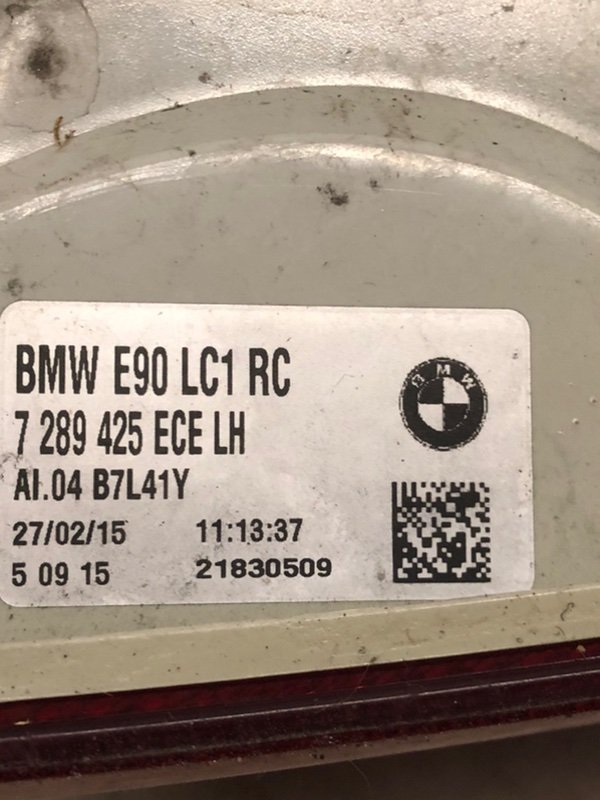 BMW E90 LC1 RC
BMW
7 289 425 ECE LH
AI.04 B7L41Y
27/02/15 11:13:37
5 09 15 21830509